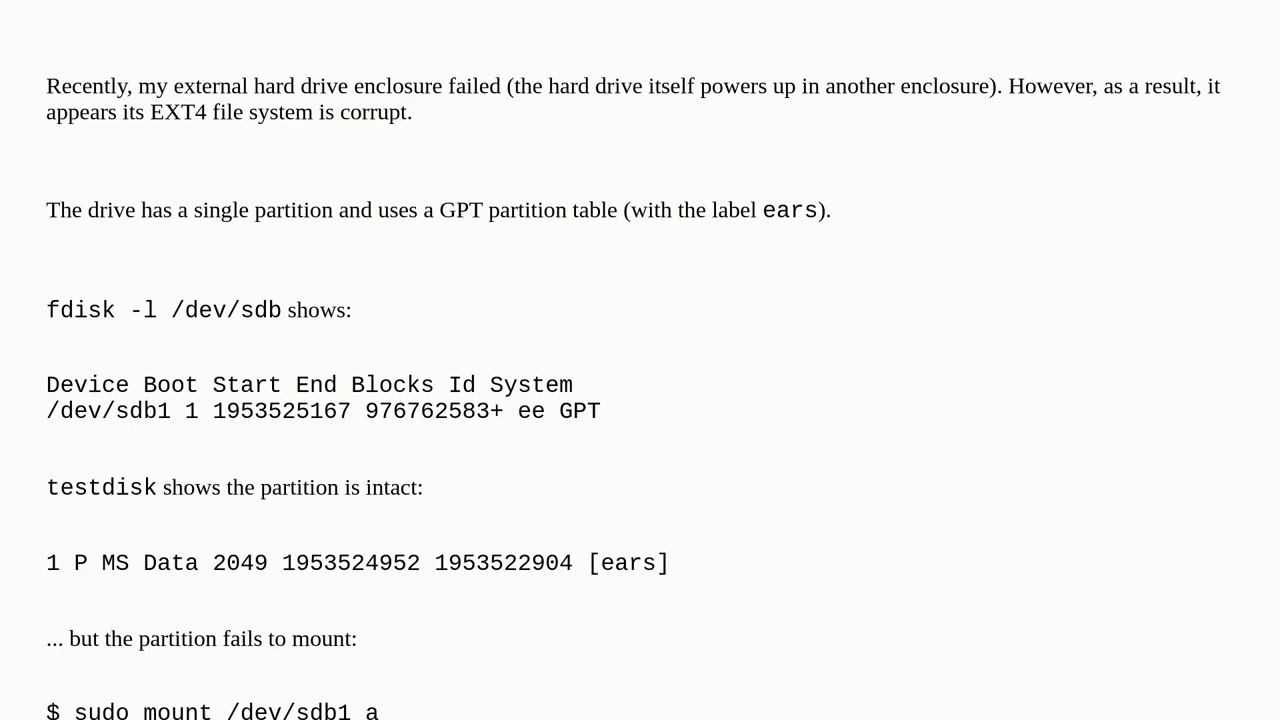 Recently, my external hard drive enclosure failed (the hard drive itself powers up in another enclosure). However, as a result, it
appears its EXT4 file system is corrupt.
The drive has a single partition and uses a GPT partition table (with the label ears).
fdisk -l /dev/sdb shows:
Device Boot Start End Blocks Id System
/dev/sdb1 1 1953525167 976762583+ ee GPT
testdisk shows the partition is intact:
1 P MS Data 2049 1953524952 1953522904 [ears]
... but the partition fails to mount:
$ sudo mount /dev/sdb1 a